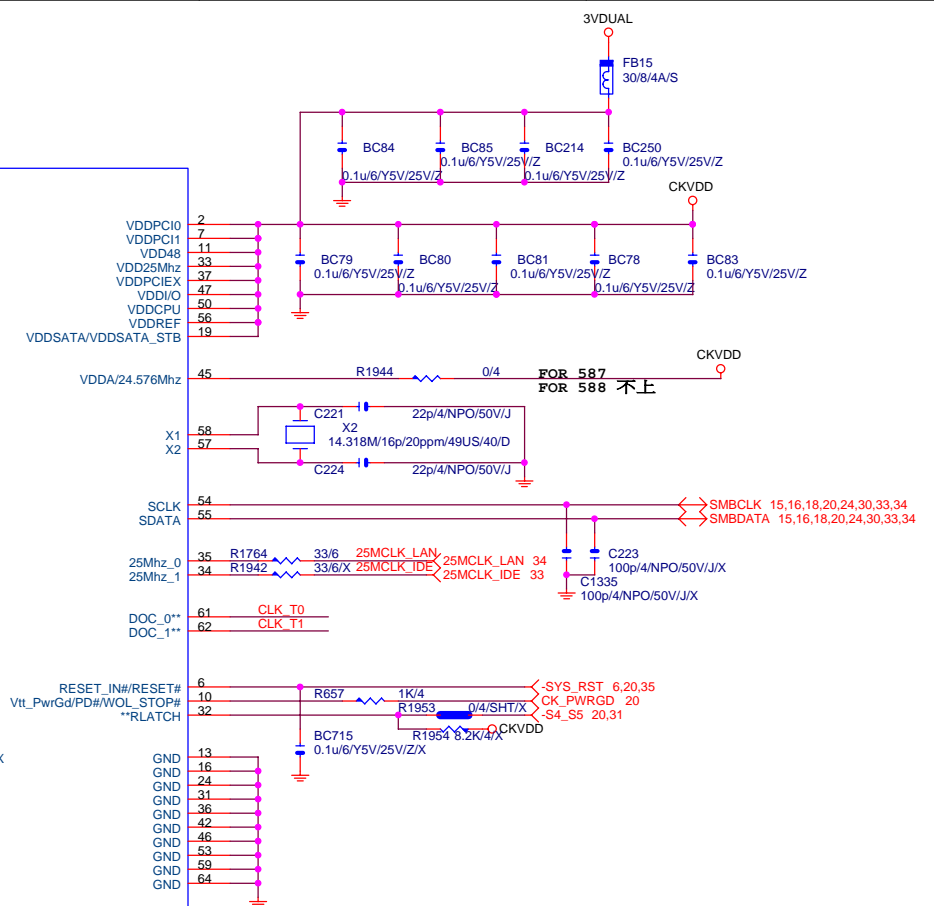 3VDUAL
FB15
30/8/4A/S
BC84
0.1u/6/Y5V/25V/Z
BC85
0.1u/6/Y5V/25V/Z
BC214
0.1u/6/Y5V/25V/Z
BC250
0.1u/6/Y5V/25V/Z
CKVDD
VDDPCI0 2
VDDPCI1 7
VDD48 11
VDD25Mhz 33
VDDPCIEX 37
VDDI/O 47
VDDCPU 50
VDDREF 56
VDDSATA/VDDSATA_STB 19
BC79
0.1u/6/Y5V/25V/Z
BC80
0.1u/6/Y5V/25V/Z
BC81
0.1u/6/Y5V/25V/Z
BC78
0.1u/6/Y5V/25V/Z
BC83
0.1u/6/Y5V/25V/Z
CKVDD
VDDA/24.576Mhz 45
R1944 0/4
FOR 587
FOR 588 不上
C221 22p/4/NPO/50V/J
X2
14.318M/16p/20ppm/49US/40/D
C224 22p/4/NPO/50V/J
X1 58
X2 57
SCLK 54
SDATA 55
SMBCLK 15,16,18,20,24,30,33,34
SMBDATA 15,16,18,20,24,30,33,34
25Mhz_0 35 R1764 33/6 25MCLK_LAN 25MCLK_LAN 34
25Mhz_1 34 R1942 33/6/X 25MCLK_IDE 25MCLK_IDE 33
C223
100p/4/NPO/50V/J/X
C1335
100p/4/NPO/50V/J/X
DOC_0** 61 CLK_T0
DOC_1** 62 CLK_T1
RESET_IN#/RESET# 6 -SYS_RST 6,20,35
Vtt_PwrGd/PD#/WOL_STOP# 10 R657 1K/4 CK_PWRGD 20
**RLATCH 32 R1953 0/4/SHT/X -S4_S5 20,31
R1954 8.2K/4/X CKVDD
BC715
0.1u/6/Y5V/25V/Z/X
X
GND 13
GND 16
GND 24
GND 31
GND 36
GND 42
GND 46
GND 53
GND 59
GND 64